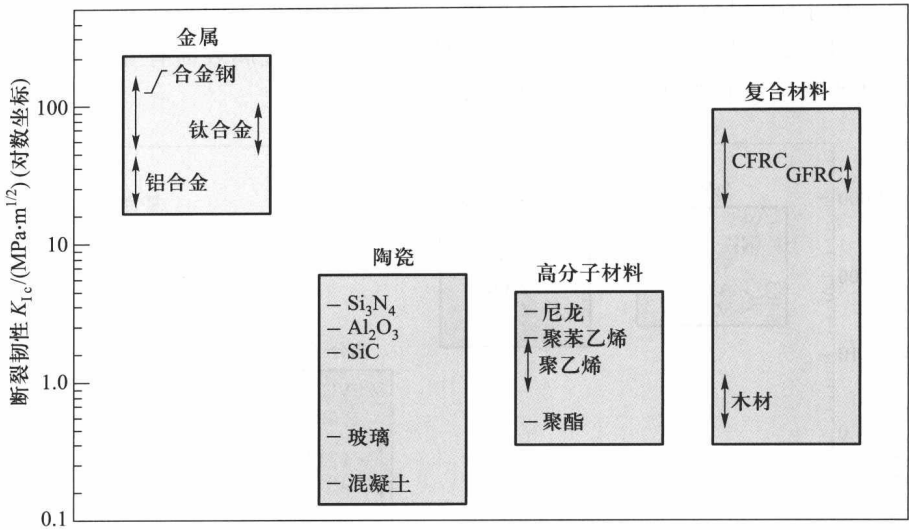 金属
合金钢
钛合金
铝合金
陶瓷
Si₃N₄
Al₂O₃
SiC
玻璃
混凝土
高分子材料
尼龙
聚苯乙烯
聚乙烯
聚酯
复合材料
CFRC
GFRC
木材
断裂韧性 K_{Ic}/(MPa·m^{1/2}) (对数坐标)
100
10
1.0
0.1